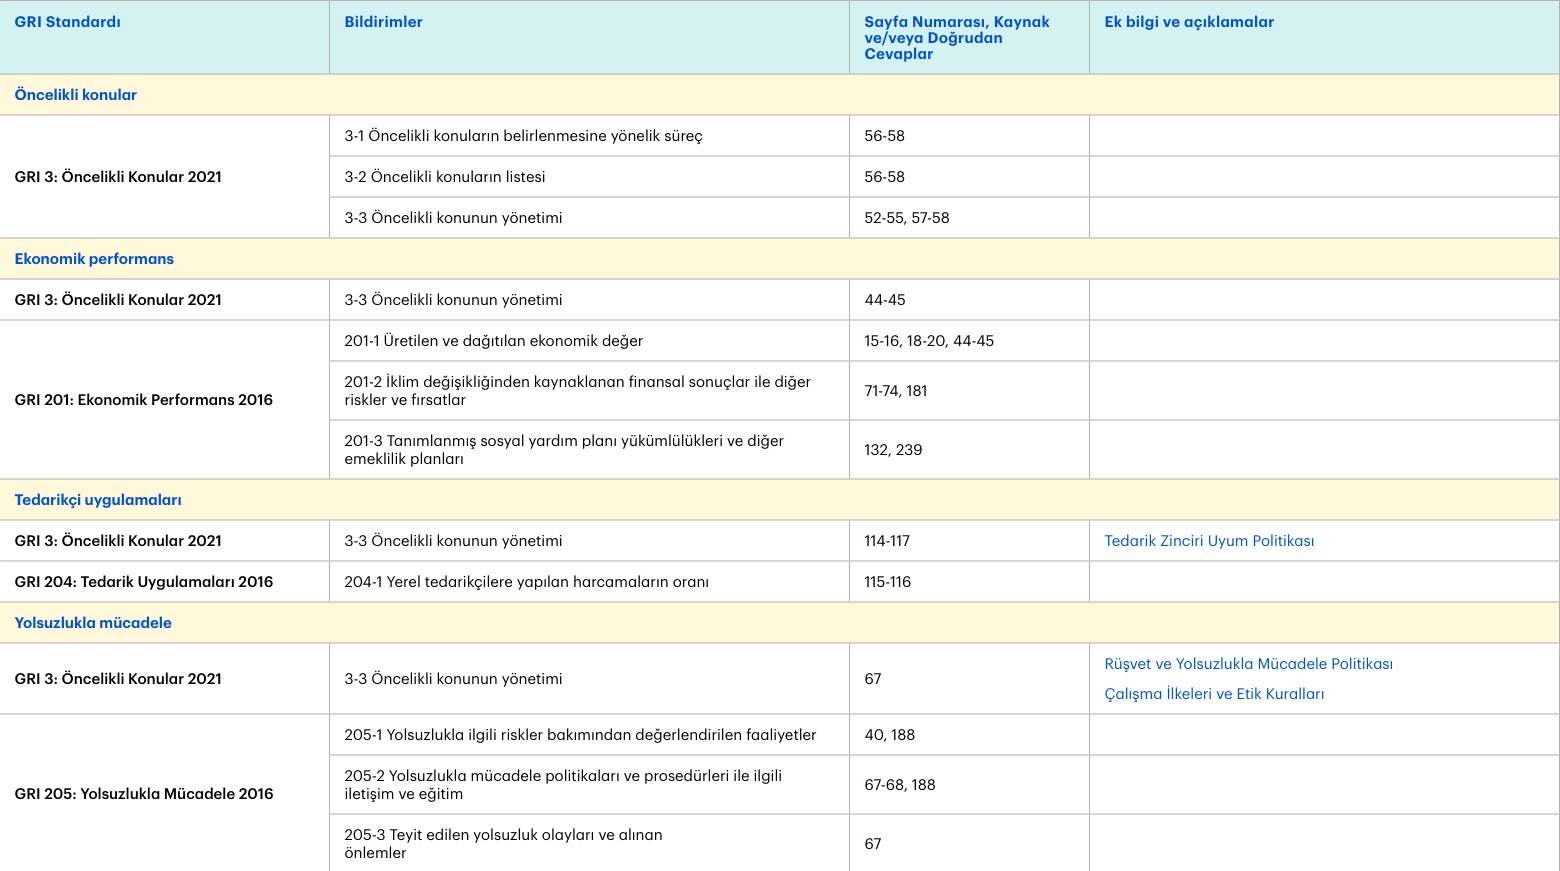 GRI Standardı
Bildirimler
Sayfa Numarası, Kaynak
ve/veya Doğrudan
Cevaplar
Ek bilgi ve açıklamalar
Öncelikli konular
GRI 3: Öncelikli Konular 2021
3-1 Öncelikli konuların belirlenmesine yönelik süreç
56-58
3-2 Öncelikli konuların listesi
56-58
3-3 Öncelikli konunun yönetimi
52-55, 57-58
Ekonomik performans
GRI 3: Öncelikli Konular 2021
3-3 Öncelikli konunun yönetimi
44-45
GRI 201: Ekonomik Performans 2016
201-1 Üretilen ve dağıtılan ekonomik değer
15-16, 18-20, 44-45
201-2 İklim değişikliğinden kaynaklanan finansal sonuçlar ile diğer
riskler ve fırsatlar
71-74, 181
201-3 Tanımlanmış sosyal yardım planı yükümlülükleri ve diğer
emeklilik planları
132, 239
Tedarikçi uygulamaları
GRI 3: Öncelikli Konular 2021
3-3 Öncelikli konunun yönetimi
114-117
Tedarik Zinciri Uyum Politikası
GRI 204: Tedarik Uygulamaları 2016
204-1 Yerel tedarikçilere yapılan harcamaların oranı
115-116
Yolsuzlukla mücadele
GRI 3: Öncelikli Konular 2021
3-3 Öncelikli konunun yönetimi
67
Rüşvet ve Yolsuzlukla Mücadele Politikası
Çalışma İlkeleri ve Etik Kuralları
GRI 205: Yolsuzlukla Mücadele 2016
205-1 Yolsuzlukla ilgili riskler bakımından değerlendirilen faaliyetler
40, 188
205-2 Yolsuzlukla mücadele politikaları ve prosedürleri ile ilgili
iletişim ve eğitim
67-68, 188
205-3 Teyit edilen yolsuzluk olayları ve alınan
önlemler
67